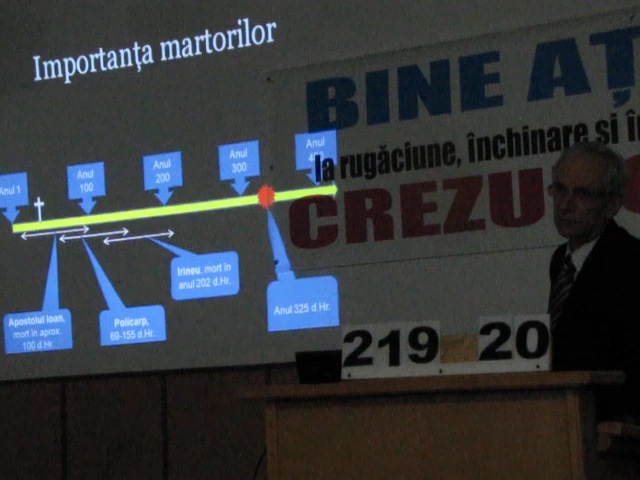 Importanța martorilor
BINE AȚ
la rugăciune, închinare și î
CREZU
Anul 1
Anul
100
Anul
200
Anul
300
Anul
Irineu, mort în
anul 202 d.Hr.
Apostolul Ioan,
mort în aprox.
100 d.Hr.
Policarp,
69-155 d.Hr.
Anul 325 d.Hr.
219 20